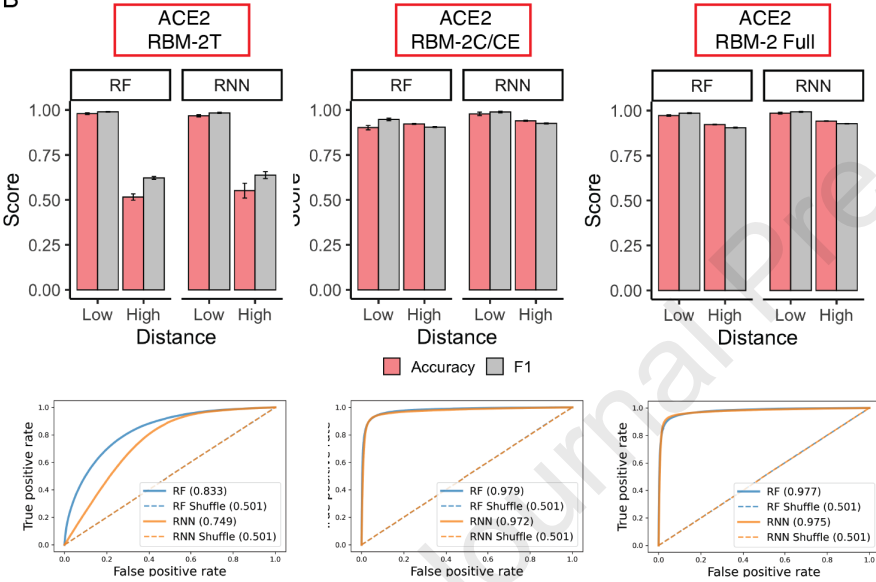 ACE2
RBM-2T
ACE2
RBM-2C/CE
ACE2
RBM-2 Full
RF
RNN
RF
RNN
RF
RNN
Score
1.00
0.75
0.50
0.25
0.00
Low High
Low High
Distance
1.00
0.75
0.50
0.25
0.00
Low High
Low High
Distance
Score
1.00
0.75
0.50
0.25
0.00
Low High
Low High
Distance
Accuracy F1
True positive rate
1.0
0.8
0.6
0.4
0.2
0.0
RF (0.833)
RF Shuffle (0.501)
RNN (0.749)
RNN Shuffle (0.501)
0.0 0.2 0.4 0.6 0.8 1.0
False positive rate
1.0
0.8
0.6
0.4
0.2
0.0
RF (0.979)
RF Shuffle (0.501)
RNN (0.972)
RNN Shuffle (0.501)
0.0 0.2 0.4 0.6 0.8 1.0
False positive rate
True positive rate
1.0
0.8
0.6
0.4
0.2
0.0
RF (0.977)
RF Shuffle (0.501)
RNN (0.975)
RNN Shuffle (0.501)
0.0 0.2 0.4 0.6 0.8 1.0
False positive rate
Journal Pre